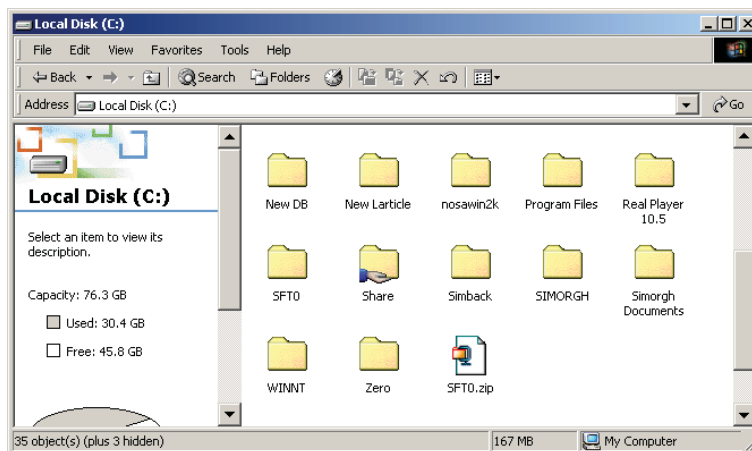 Local Disk (C:)
File Edit View Favorites Tools Help
Back Search Folders
Address Local Disk (C:) Go
Local Disk (C:)
Select an item to view its
description.
Capacity: 76.3 GB
Used: 30.4 GB
Free: 45.8 GB
New DB New Larticle nosawin2k Program Files Real Player
10.5
SFT0 Share Simback SIMORGH Simorgh
Documents
WINNT Zero SFT0.zip
35 object(s) (plus 3 hidden) 167 MB My Computer